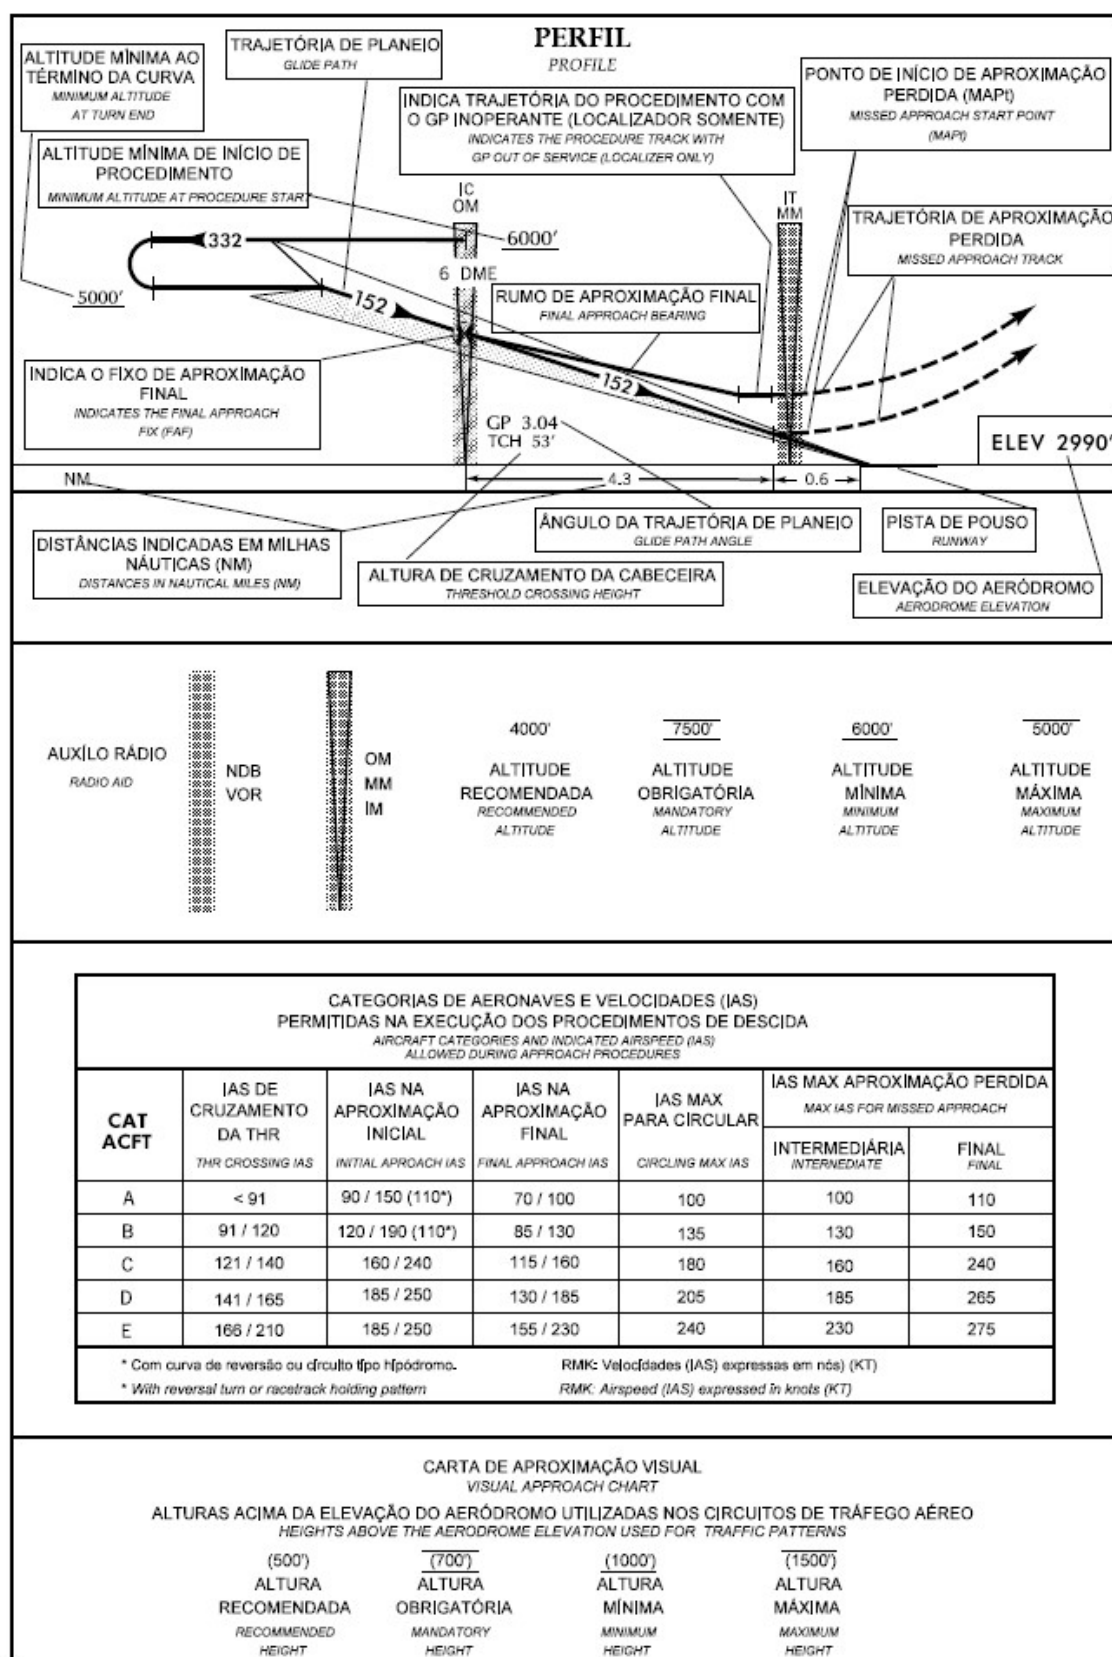 PERFIL
PROFILE
ALTITUDE MÍNIMA AO
TÉRMINO DA CURVA
MINIMUM ALTITUDE
AT TURN END
TRAJETÓRIA DE PLANEJO
GLIDE PATH
INDICA TRAJETÓRIA DO PROCEDIMENTO COM
O GP INOPERANTE (LOCALIZADOR SOMENTE)
INDICATES THE PROCEDURE TRACK WITH
GP OUT OF SERVICE (LOCALIZER ONLY)
PONTO DE INÍCIO DE APROXIMAÇÃO
PERDIDA (MAPt)
MISSED APPROACH START POINT
(MAPt)
ALTITUDE MÍNIMA DE INÍCIO DE
PROCEDIMENTO
MINIMUM ALTITUDE AT PROCEDURE START
IC
OM
IT
MM
TRAJETÓRIA DE APROXIMAÇÃO
PERDIDA
MISSED APPROACH TRACK
332
6000'
6 DME
5000'
152
RUMO DE APROXIMAÇÃO FINAL
FINAL APPROACH BEARING
152
INDICA O FIXO DE APROXIMAÇÃO
FINAL
INDICATES THE FINAL APPROACH
FIX (FAF)
GP 3.04
TCH 53'
ELEV 2990'
NM
4.3
0.6
DISTÂNCIAS INDICADAS EM MILHAS
NÁUTICAS (NM)
DISTANCES IN NAUTICAL MILES (NM)
ÂNGULO DA TRAJETÓRIA DE PLANEJO
GLIDE PATH ANGLE
PISTA DE POUSO
RUNWAY
ALTURA DE CRUZAMENTO DA CABECEIRA
THRESHOLD CROSSING HEIGHT
ELEVAÇÃO DO AERÓDROMO
AERODROME ELEVATION
AUXÍLO RÁDIO
RADIO AID
NDB
VOR
OM
MM
IM
4000'
ALTITUDE
RECOMENDADA
RECOMMENDED
ALTITUDE
7500'
ALTITUDE
OBRIGATÓRIA
MANDATORY
ALTITUDE
6000'
ALTITUDE
MÍNIMA
MINIMUM
ALTITUDE
5000'
ALTITUDE
MÁXIMA
MAXIMUM
ALTITUDE
CATEGORIAS DE AERONAVES E VELOCIDADES (IAS)
PERMITIDAS NA EXECUÇÃO DOS PROCEDIMENTOS DE DESCIDA
AIRCRAFT CATEGORIES AND INDICATED AIRSPEED (IAS)
ALLOWED DURING APPROACH PROCEDURES
CAT
ACFT
IAS DE
CRUZAMENTO
DA THR
THR CROSSING IAS
IAS NA
APROXIMAÇÃO
INICIAL
INITIAL APROACH IAS
IAS NA
APROXIMAÇÃO
FINAL
FINAL APPROACH IAS
IAS MAX
PARA CIRCULAR
CIRCLING MAX IAS
IAS MAX APROXIMAÇÃO PERDIDA
MAX IAS FOR MISSED APPROACH
INTERMEDIÁRIA
INTERNEDIATE
FINAL
FINAL
A < 91 90 / 150 (110*) 70 / 100 100 100 110
B 91 / 120 120 / 190 (110*) 85 / 130 135 130 150
C 121 / 140 160 / 240 115 / 160 180 160 240
D 141 / 165 185 / 250 130 / 185 205 185 265
E 166 / 210 185 / 250 155 / 230 240 230 275
* Com curva de reversão ou circuito tipo hipódromo. RMK: Velocidades (IAS) expressas em nós) (KT)
* With reversal turn or racetrack holding pattern RMK: Airspeed (IAS) expressed in knots (KT)
CARTA DE APROXIMAÇÃO VISUAL
VISUAL APPROACH CHART
ALTURAS ACIMA DA ELEVAÇÃO DO AERÓDROMO UTILIZADAS NOS CIRCUITOS DE TRÁFEGO AÉREO
HEIGHTS ABOVE THE AERODROME ELEVATION USED FOR TRAFFIC PATTERNS
(500')
ALTURA
RECOMENDADA
RECOMMENDED
HEIGHT
(700')
ALTURA
OBRIGATÓRIA
MANDATORY
HEIGHT
(1000')
ALTURA
MÍNIMA
MINIMUM
HEIGHT
(1500')
ALTURA
MÁXIMA
MAXIMUM
HEIGHT